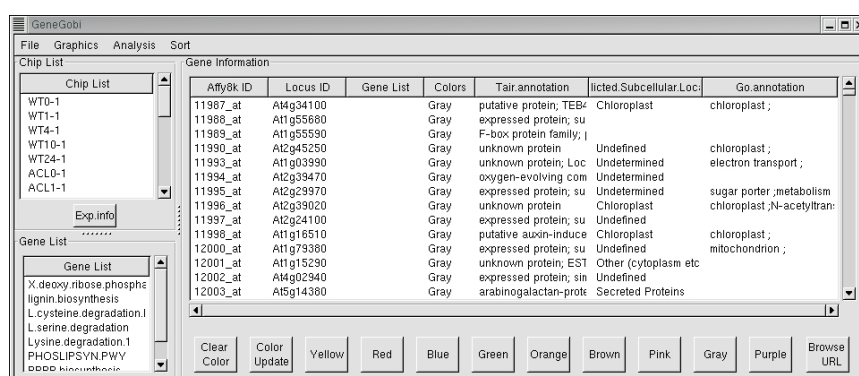 GeneGobi
File Graphics Analysis Sort
Chip List
Chip List
WT0-1
WT1-1
WT4-1
WT10-1
WT24-1
ACL0-1
ACL1-1
Exp.info
Gene List
Gene List
X.deoxy.ribose.phospha
lignin.biosynthesis
L.cysteine.degradation.I
L.serine.degradation
Lysine.degradation.1
PHOSLIPSYN.PWY
Gene Information
Affy8k ID Locus ID Gene List Colors Tair.annotation licted.Subcellular.Loca Go.annotation
11987_at At4g34100 Gray putative protein; TEB4 Chloroplast chloroplast ;
11988_at At1g55680 Gray expressed protein; su
11989_at At1g55590 Gray F-box protein family; p
11990_at At2g45250 Gray unknown protein Undefined chloroplast ;
11993_at At1g03990 Gray unknown protein; Loc Undetermined electron transport ;
11994_at At2g39470 Gray oxygen-evolving com Undetermined
11995_at At2g29970 Gray expressed protein; su Undetermined sugar porter ;metabolism
11996_at At2g39020 Gray unknown protein Chloroplast chloroplast ;N-acetyltran
11997_at At2g24100 Gray expressed protein; su Undefined
11998_at At1g16510 Gray putative auxin-induce Chloroplast chloroplast ;
12000_at At1g79380 Gray expressed protein; su Undefined mitochondrion ;
12001_at At1g15290 Gray unknown protein; EST Other (cytoplasm etc
12002_at At4g02940 Gray expressed protein; sin Undefined
12003_at At5g14380 Gray arabinogalactan-prote Secreted Proteins
Clear Color Color Update Yellow Red Blue Green Orange Brown Pink Gray Purple Browse URL